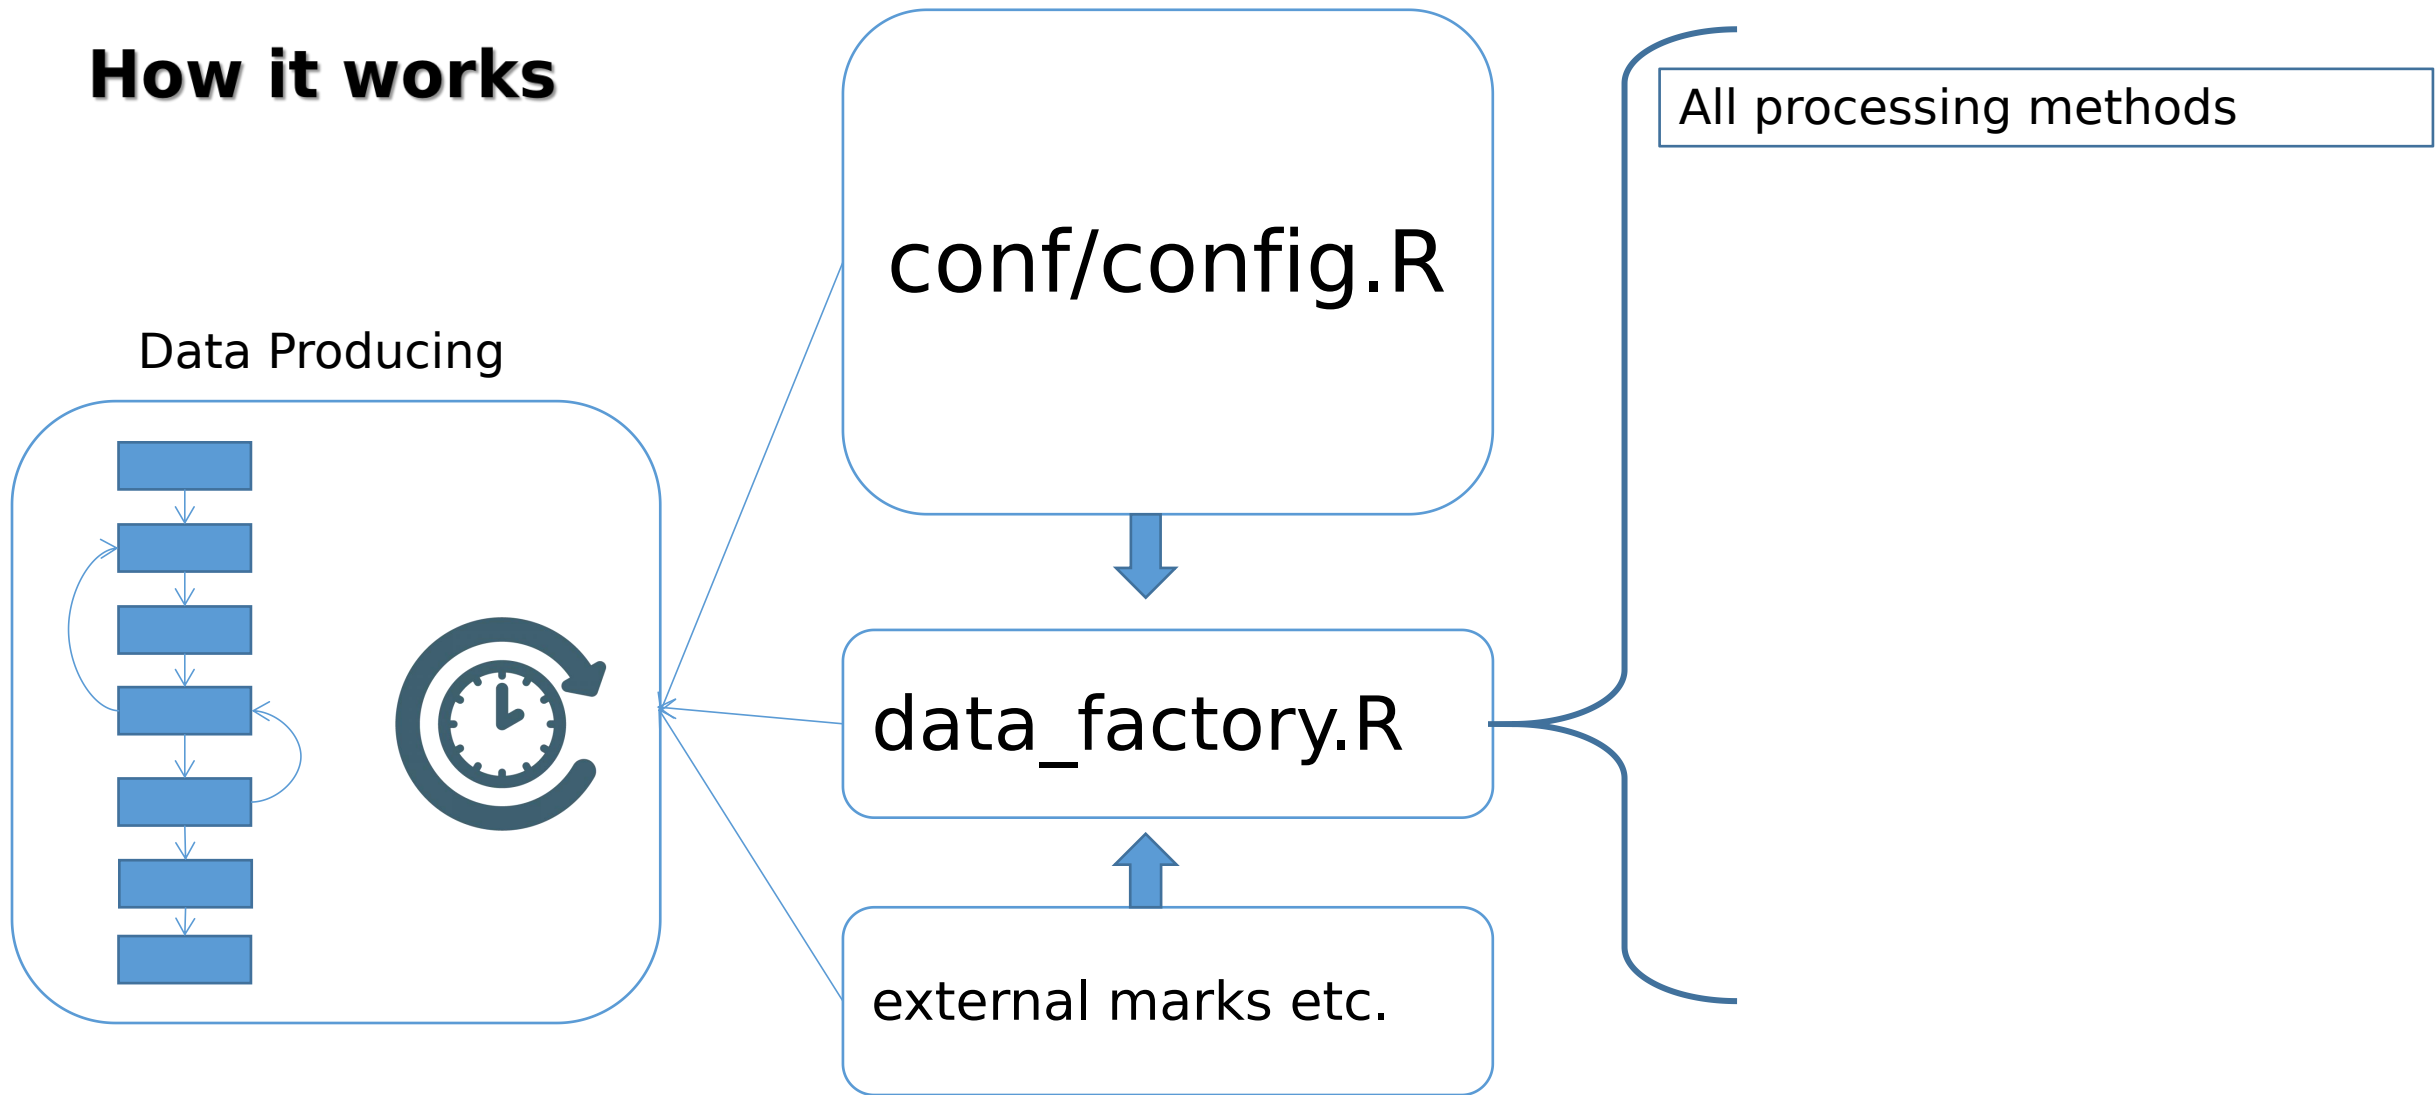 How it works
All processing methods
conf/config.R
Data Producing
data_factory.R
external marks etc.